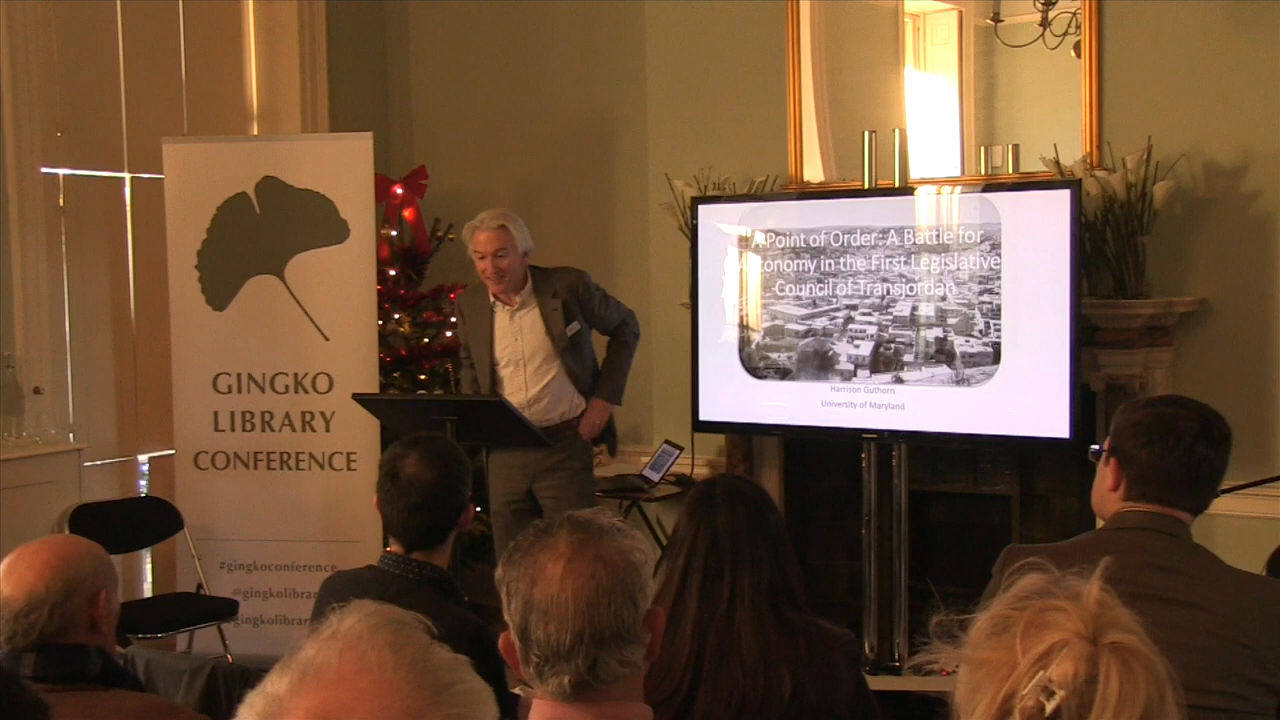 GINGKO
LIBRARY
CONFERENCE
#gingkoconference
A Point of Order: A Battle for
Autonomy in the First Legislative
Council of Transjordan
Harrison Guthorn
University of Maryland